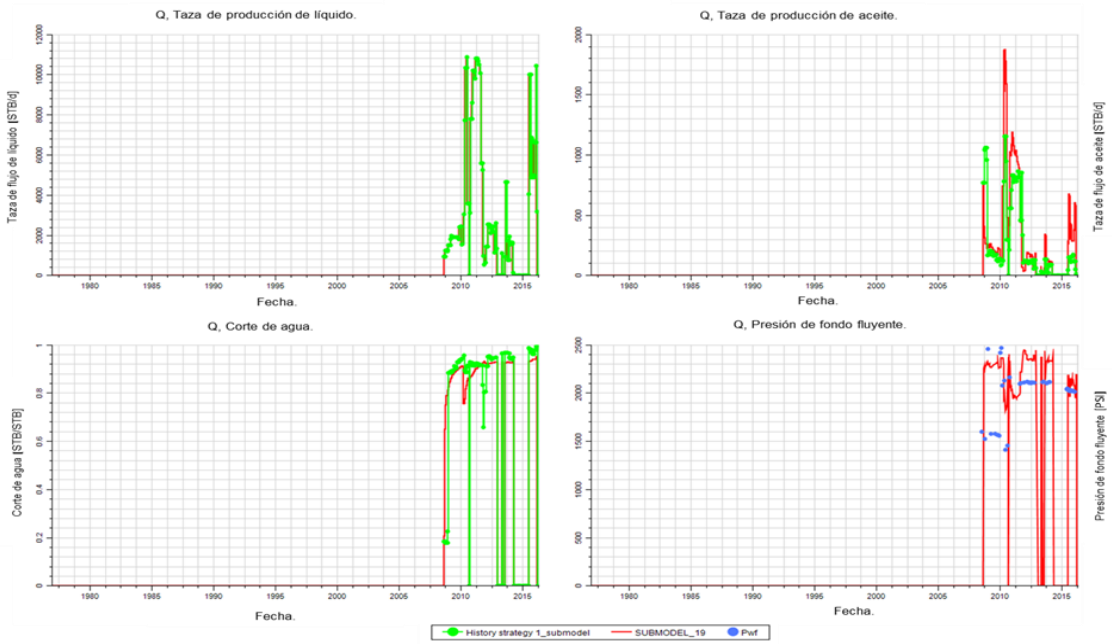 Q, Taza de producción de líquido.
12000
10000
8000
6000
4000
2000
0
Taza de flujo de líquido [STB/d]
1980 1985 1990 1995 2000 2005 2010 2015
Fecha.
Q, Taza de producción de aceite.
2000
1500
1000
500
0
Taza de flujo de aceite [STB/d]
1980 1985 1990 1995 2000 2005 2010 2015
Fecha.
Q, Corte de agua.
1
0.8
0.6
0.4
0.2
0
Corte de agua [STB/STB]
1980 1985 1990 1995 2000 2005 2010 2015
Fecha.
Q, Presión de fondo fluyente.
2500
2000
1500
1000
500
0
Presión de fondo fluyente [PSI]
1980 1985 1990 1995 2000 2005 2010 2015
Fecha.
History strategy 1_submodel SUBMODEL_19 Pwf